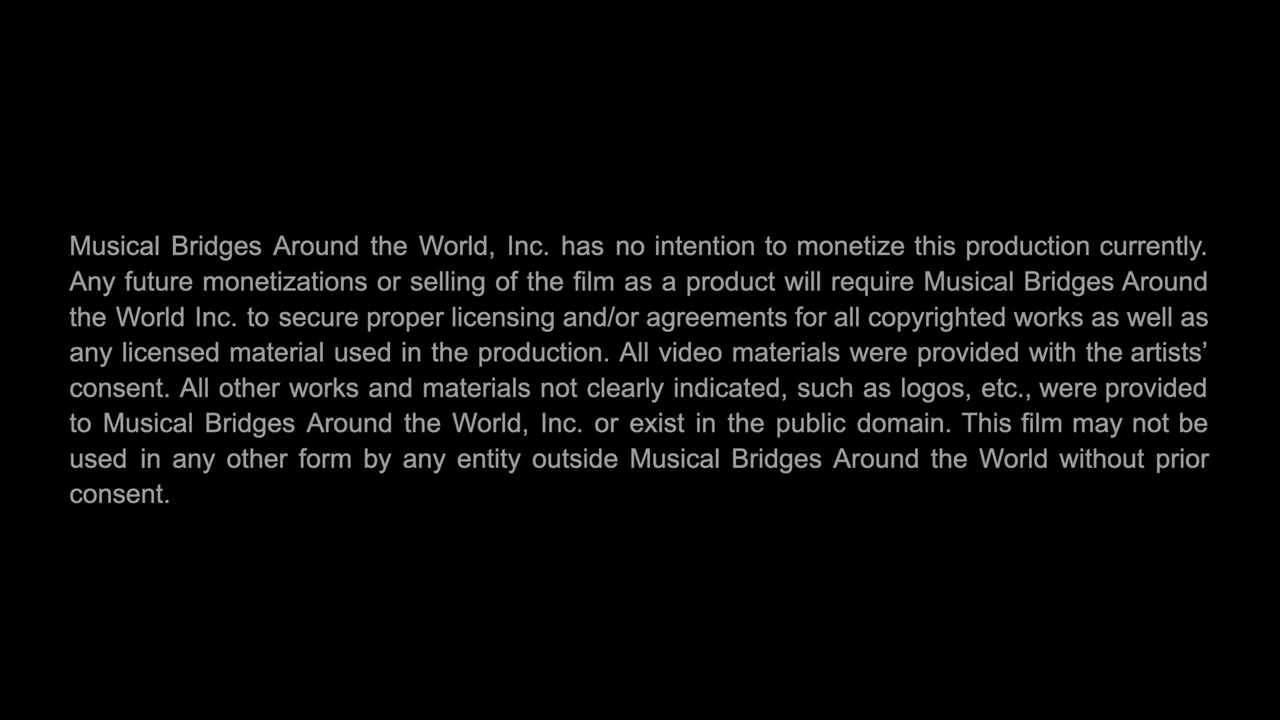 Musical Bridges Around the World, Inc. has no intention to monetize this production currently.
Any future monetizations or selling of the film as a product will require Musical Bridges Around
the World Inc. to secure proper licensing and/or agreements for all copyrighted works as well as
any licensed material used in the production. All video materials were provided with the artists’
consent. All other works and materials not clearly indicated, such as logos, etc., were provided
to Musical Bridges Around the World, Inc. or exist in the public domain. This film may not be
used in any other form by any entity outside Musical Bridges Around the World without prior
consent.